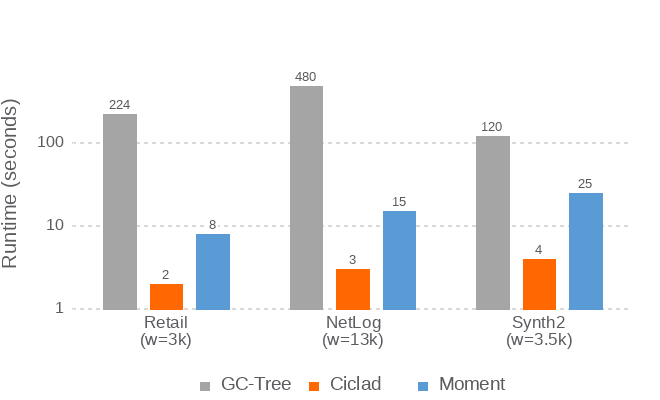 Runtime (seconds)
100
10
1
224
2
8
480
3
15
120
4
25
Retail
(w=3k)
NetLog
(w=13k)
Synth2
(w=3.5k)
GC-Tree
Ciclad
Moment